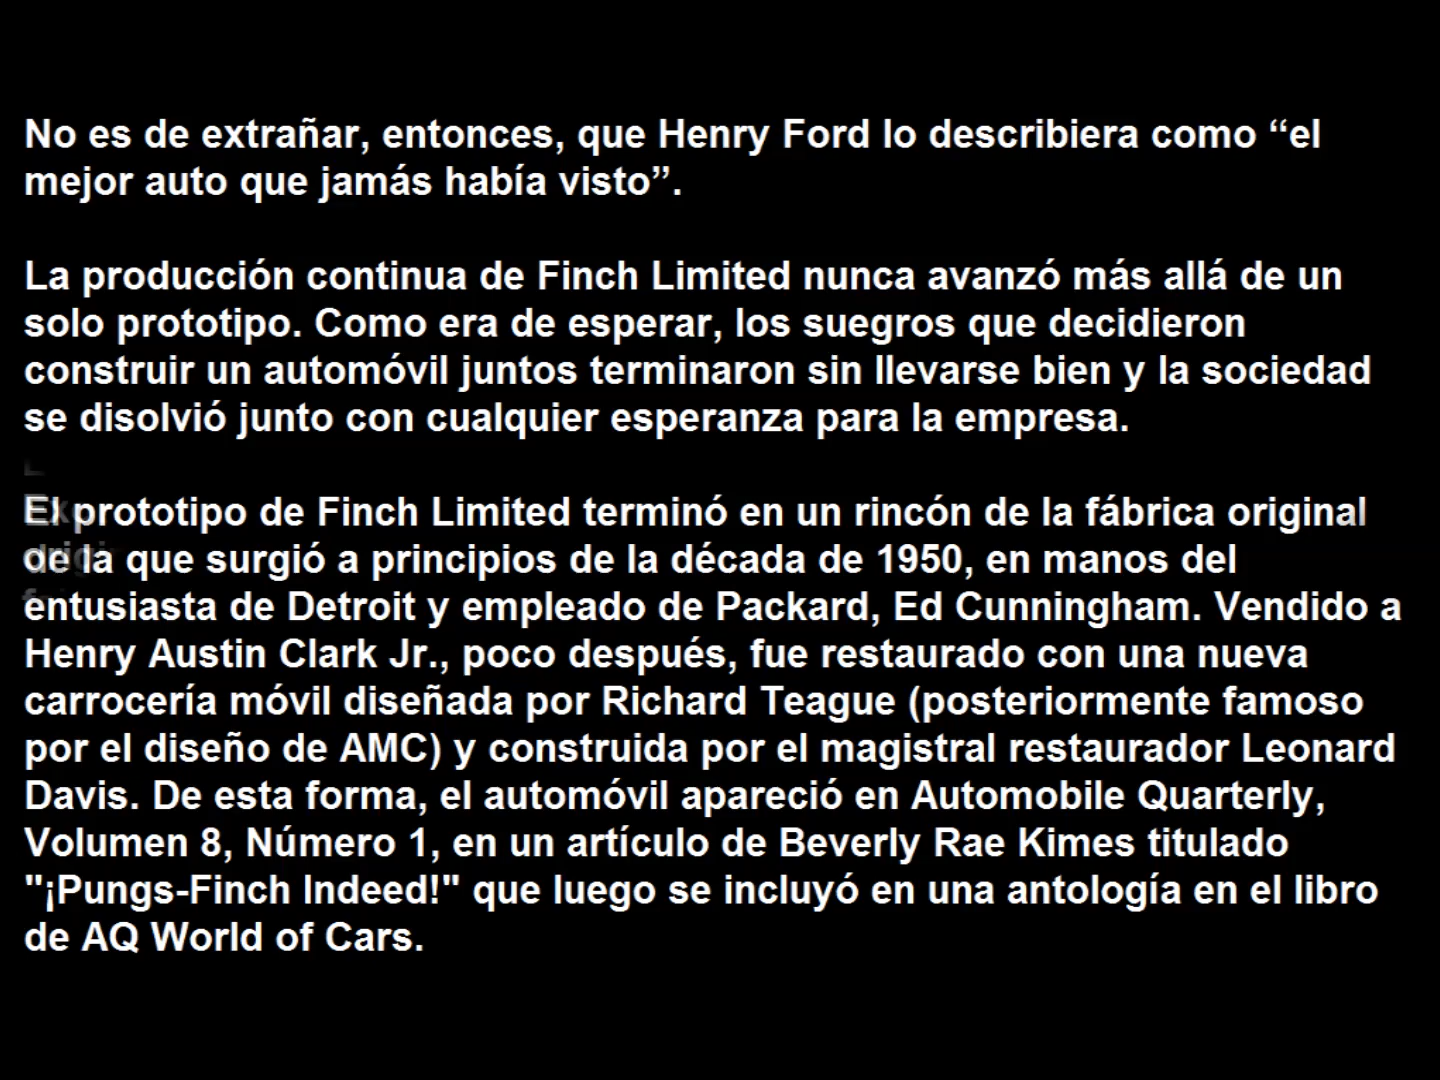 No es de extrañar, entonces, que Henry Ford lo describiera como “el
mejor auto que jamás había visto”.
La producción continua de Finch Limited nunca avanzó más allá de un
solo prototipo. Como era de esperar, los suegros que decidieron
construir un automóvil juntos terminaron sin llevarse bien y la sociedad
se disolvió junto con cualquier esperanza para la empresa.
El prototipo de Finch Limited terminó en un rincón de la fábrica original
de la que surgió a principios de la década de 1950, en manos del
entusiasta de Detroit y empleado de Packard, Ed Cunningham. Vendido a
Henry Austin Clark Jr., poco después, fue restaurado con una nueva
carrocería móvil diseñada por Richard Teague (posteriormente famoso
por el diseño de AMC) y construida por el magistral restaurador Leonard
Davis. De esta forma, el automóvil apareció en Automobile Quarterly,
Volumen 8, Número 1, en un artículo de Beverly Rae Kimes titulado
"¡Pungs-Finch Indeed!" que luego se incluyó en una antología en el libro
de AQ World of Cars.